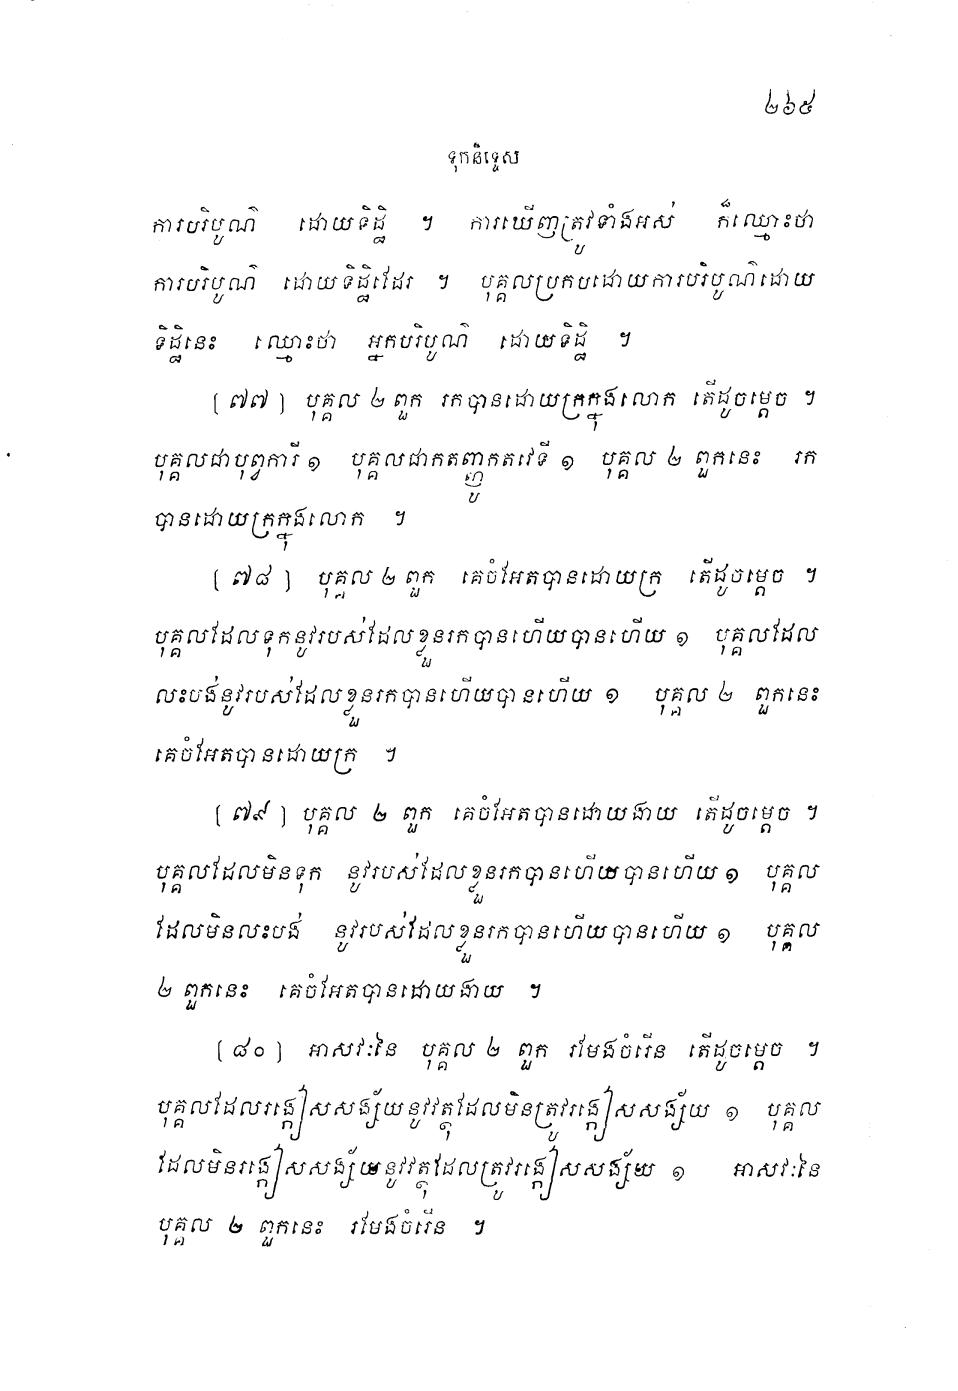 ២៦៥
ទុកនិទ្ទេស
ការបរិបូណ៌ ដោយទិដ្ឋិ ។ ការឃើញត្រូវទាំងអស់ ក៏ឈ្មោះថា
ការបរិបូណ៌ ដោយទិដ្ឋិដែរ ។ បុគ្គលប្រកបដោយការបរិបូណ៌ដោយ
ទិដ្ឋិនេះ ឈ្មោះថា អ្នកបរិបូណ៌ ដោយទិដ្ឋិ ។
[៧៧] បុគ្គល ២ ពួក រកបានដោយក្រក្នុងលោក តើដូចម្តេច ។
បុគ្គលជាបុព្វការី ១ បុគ្គលជាកតញ្ញូកតវេទី ១ បុគ្គល ២ ពួកនេះ រក
បានដោយក្រក្នុងលោក ។
[៧៨] បុគ្គល ២ ពួក គេចំអែតបានដោយក្រ តើដូចម្តេច ។
បុគ្គលដែលទុកនូវរបស់ដែលខ្លួនរកបានហើយបានហើយ ១ បុគ្គលដែល
លះបង់នូវរបស់ដែលខ្លួនរកបានហើយបានហើយ ១ បុគ្គល ២ ពួកនេះ
គេចំអែតបានដោយក្រ ។
[៧៩] បុគ្គល ២ ពួក គេចំអែតបានដោយងាយ តើដូចម្តេច ។
បុគ្គលដែលមិនទុក នូវរបស់ដែលខ្លួនរកបានហើយបានហើយ ១ បុគ្គល
ដែលមិនលះបង់ នូវរបស់ដែលខ្លួនរកបានហើយបានហើយ ១ បុគ្គល
២ ពួកនេះ គេចំអែតបានដោយងាយ ។
[៨០] អាសវៈនៃ បុគ្គល ២ ពួក រមែងចំរើន តើដូចម្តេច ។
បុគ្គលដែលរង្គៀសសង្ស័យនូវវត្ថុដែលមិនត្រូវរង្គៀសសង្ស័យ ១ បុគ្គល
ដែលមិនរង្គៀសសង្ស័យនូវវត្ថុដែលត្រូវរង្គៀសសង្ស័យ ១ អាសវៈនៃ
បុគ្គល ២ ពួកនេះ រមែងចំរើន ។